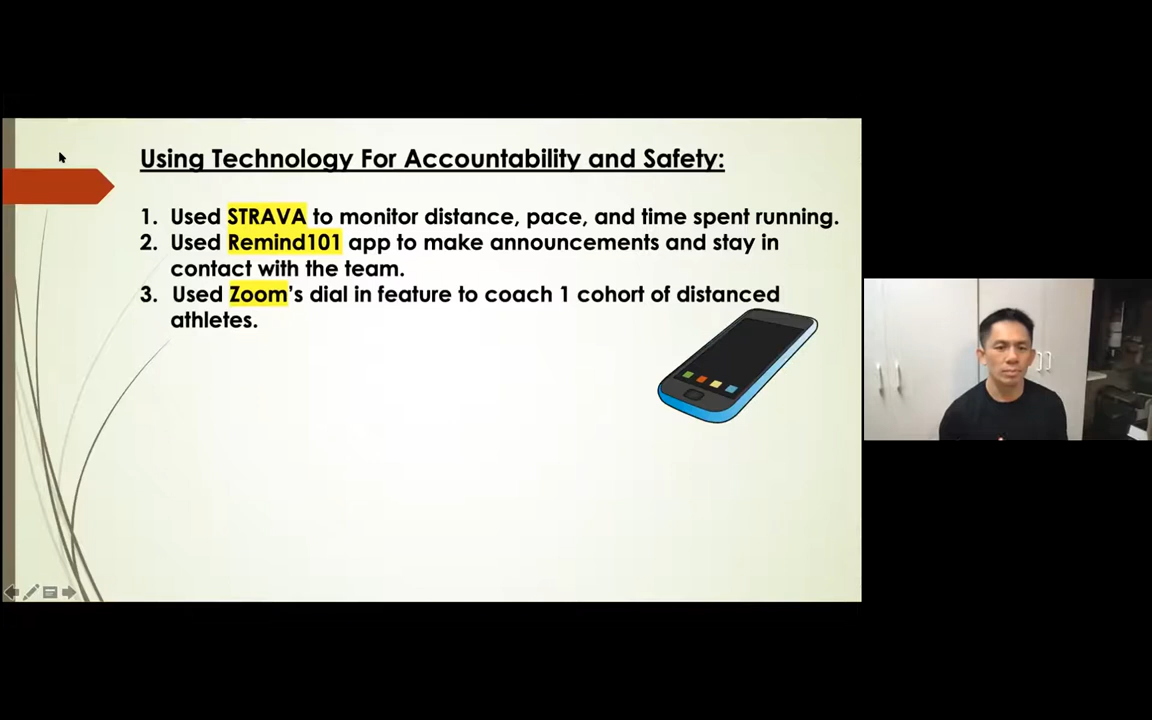 Using Technology For Accountability and Safety:
1. Used STRAVA to monitor distance, pace, and time spent running.
2. Used Remind101 app to make announcements and stay in
contact with the team.
3. Used Zoom's dial in feature to coach 1 cohort of distanced
athletes.